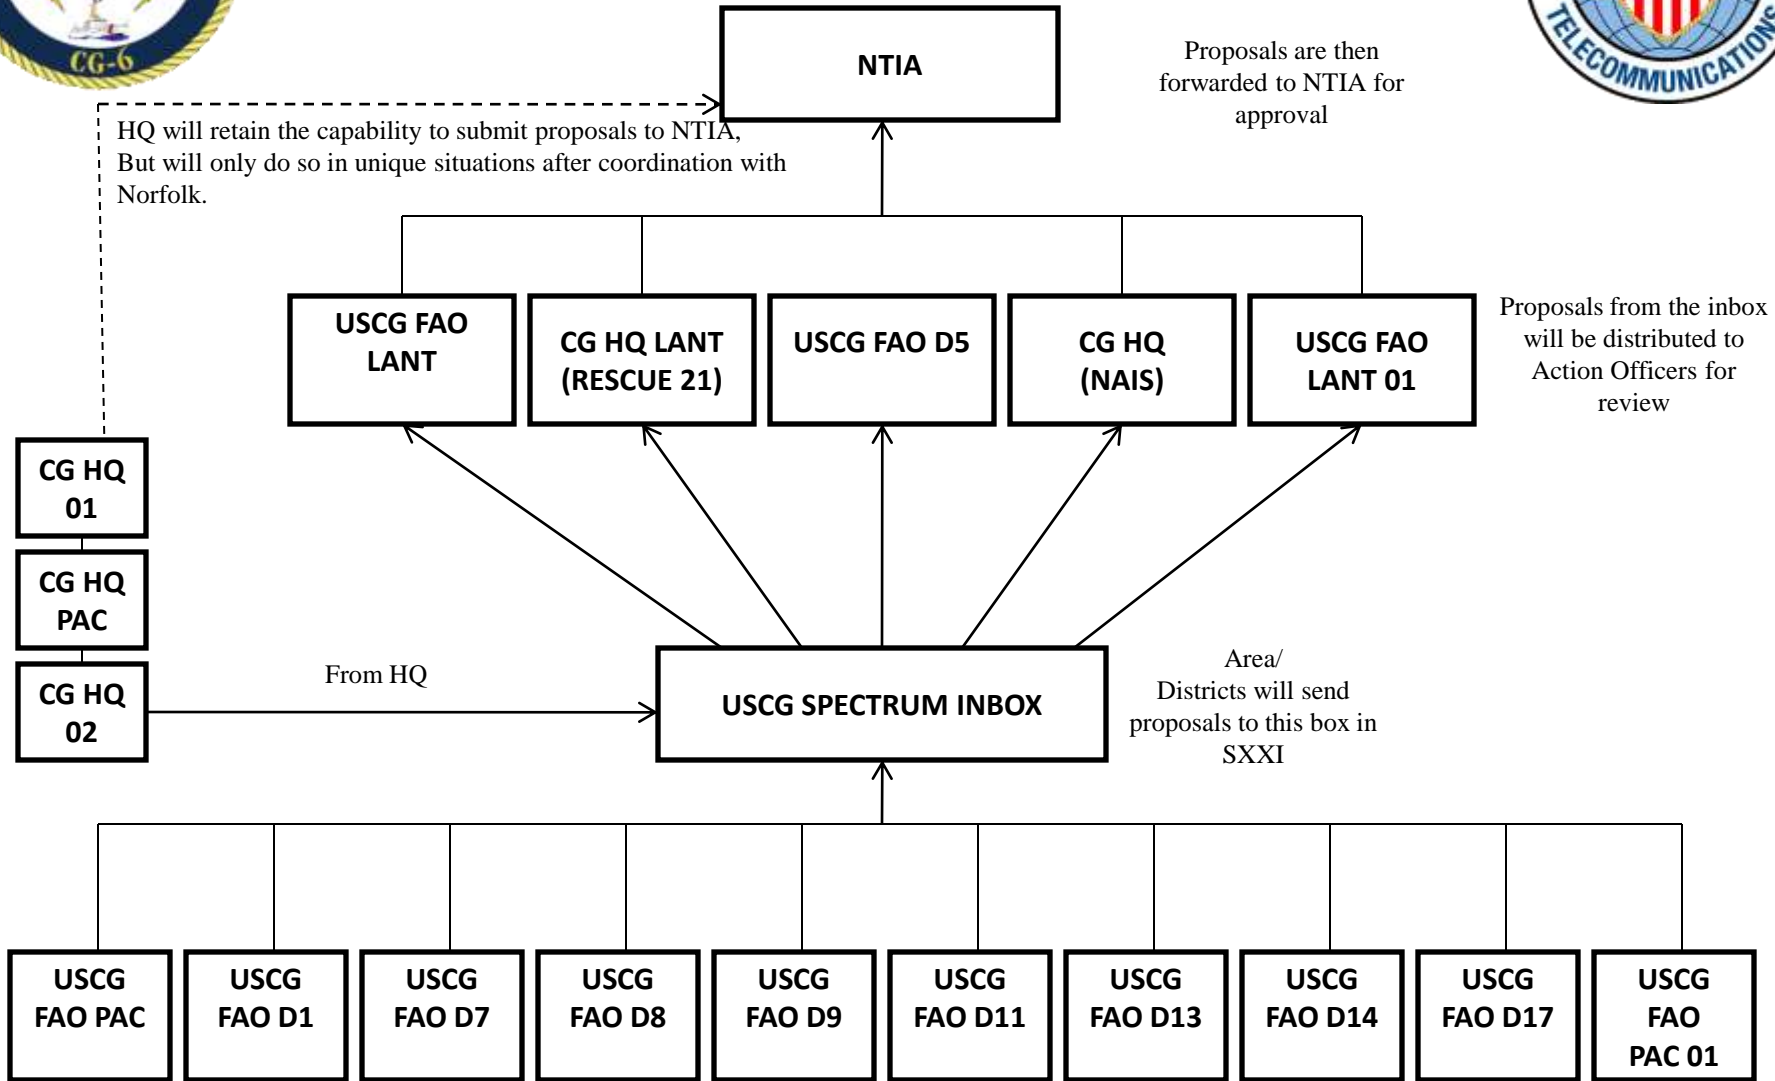 CG-6
TELECOMMUNICATIONS
NTIA
Proposals are then
forwarded to NTIA for
approval
HQ will retain the capability to submit proposals to NTIA,
But will only do so in unique situations after coordination with
Norfolk.
USCG FAO
LANT
CG HQ LANT
(RESCUE 21)
USCG FAO D5
CG HQ
(NAIS)
USCG FAO
LANT 01
Proposals from the inbox
will be distributed to
Action Officers for
review
CG HQ
01
CG HQ
PAC
CG HQ
02
From HQ
USCG SPECTRUM INBOX
Area/
Districts will send
proposals to this box in
SXXI
USCG
FAO PAC
USCG
FAO D1
USCG
FAO D7
USCG
FAO D8
USCG
FAO D9
USCG
FAO D11
USCG
FAO D13
USCG
FAO D14
USCG
FAO D17
USCG
FAO
PAC 01